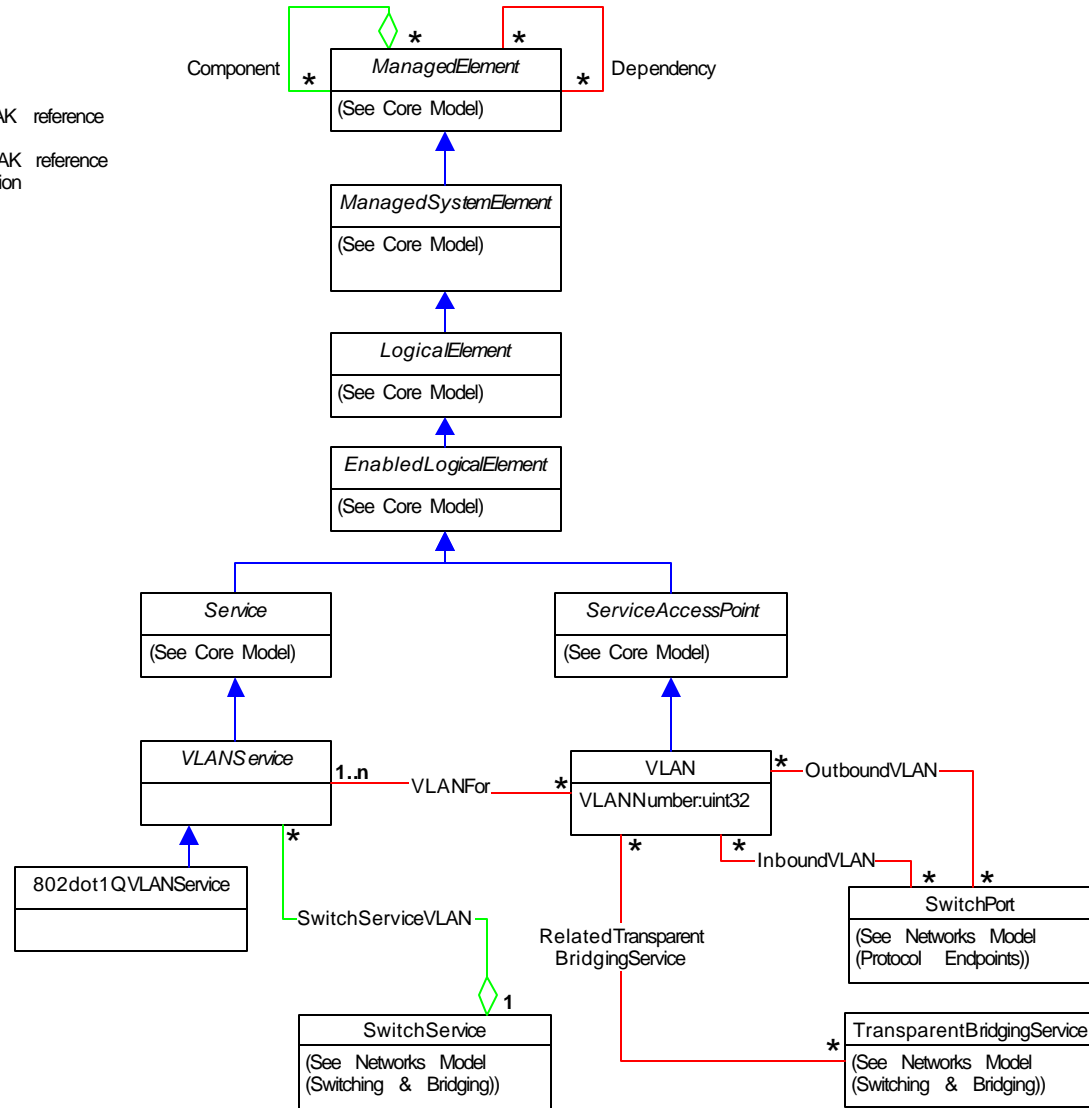 *
*
ManagedElement
Component
*
*
Dependency
(See Core Model)
AK reference
AK reference
ion
ManagedSystemElement
(See Core Model)
LogicalElement
(See Core Model)
EnabledLogicalElement
(See Core Model)
Service
(See Core Model)
ServiceAccessPoint
(See Core Model)
VLANService
1..n
VLANFor
*
VLAN
VLANNumber:uint32
*
OutboundVLAN
*
*
*
InboundVLAN
802dot1QVLANService
*
*
SwitchPort
(See Networks Model
(Protocol Endpoints))
SwitchServiceVLAN
RelatedTransparent
BridgingService
1
SwitchService
(See Networks Model
(Switching & Bridging))
*
TransparentBridgingService
(See Networks Model
(Switching & Bridging))